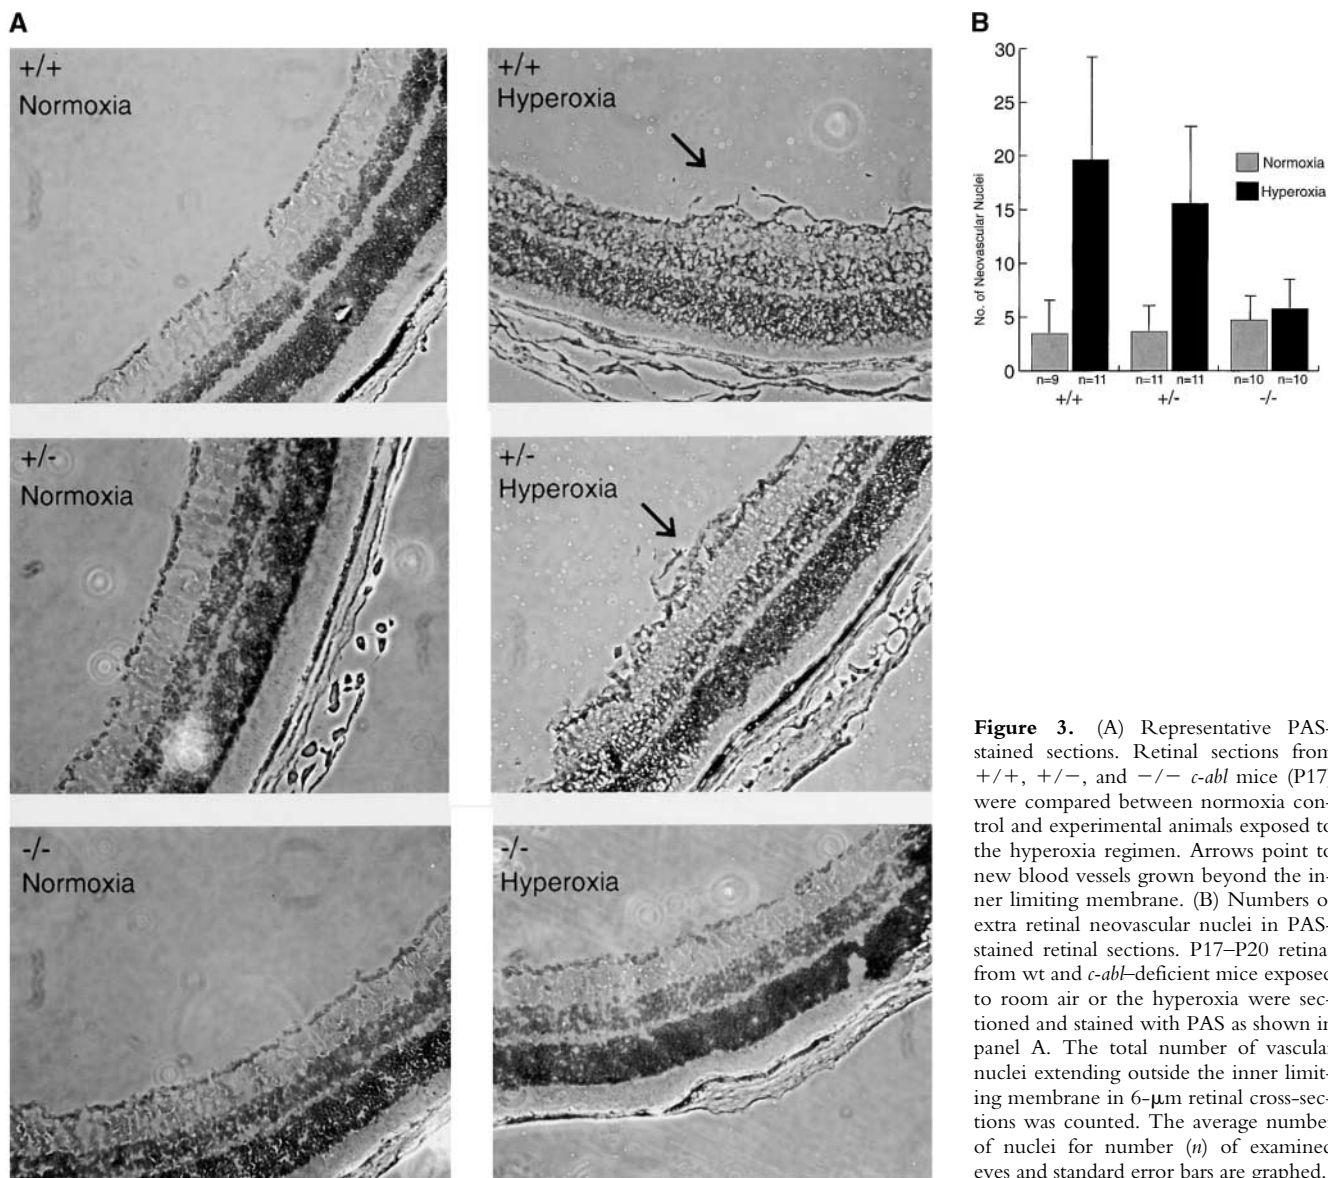 A
+/+
Normoxia
+/+
Hyperoxia
+/-
Normoxia
+/-
Hyperoxia
-/-
Normoxia
-/-
Hyperoxia
B
No. of Neovascular Nuclei
30
25
20
15
10
5
0
Normoxia
Hyperoxia
n=9 n=11 n=11 n=11 n=10 n=10
+/+ +/- -/-
Figure 3. (A) Representative PAS-
stained sections. Retinal sections from
+/+, +/−, and −/− c-abl mice (P17)
were compared between normoxia con-
trol and experimental animals exposed to
the hyperoxia regimen. Arrows point to
new blood vessels grown beyond the in-
ner limiting membrane. (B) Numbers of
extra retinal neovascular nuclei in PAS-
stained retinal sections. P17–P20 retina
from wt and c-abl–deficient mice exposed
to room air or the hyperoxia were sec-
tioned and stained with PAS as shown in
panel A. The total number of vascular
nuclei extending outside the inner limit-
ing membrane in 6-μm retinal cross-sec-
tions was counted. The average number
of nuclei for number (n) of examined
eyes and standard error bars are graphed.